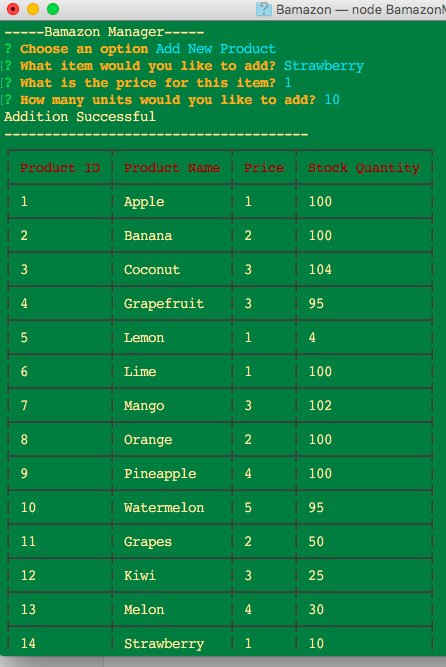 Bamazon — node BamazonM
-----Bamazon Manager-----
? Choose an option Add New Product
? What item would you like to add? Strawberry
? What is the price for this item? 1
? How many units would you like to add? 10
Addition Successful
--------------------------------------
Product ID Product Name Price Stock Quantity
1 Apple 1 100
2 Banana 2 100
3 Coconut 3 104
4 Grapefruit 3 95
5 Lemon 1 4
6 Lime 1 100
7 Mango 3 102
8 Orange 2 100
9 Pineapple 4 100
10 Watermelon 5 95
11 Grapes 2 50
12 Kiwi 3 25
13 Melon 4 30
14 Strawberry 1 10